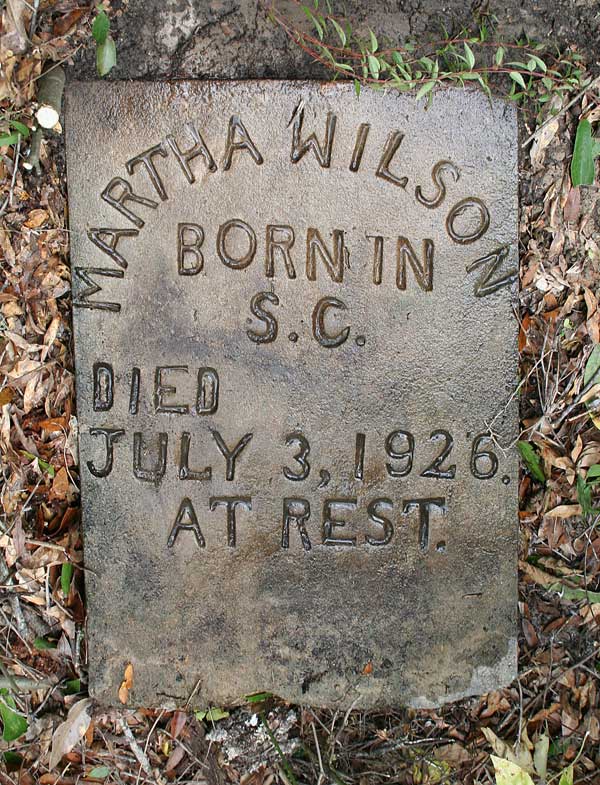 MARTHA WILSON
BORN IN
S.C.
DIED
JULY 3, 1926.
AT REST.